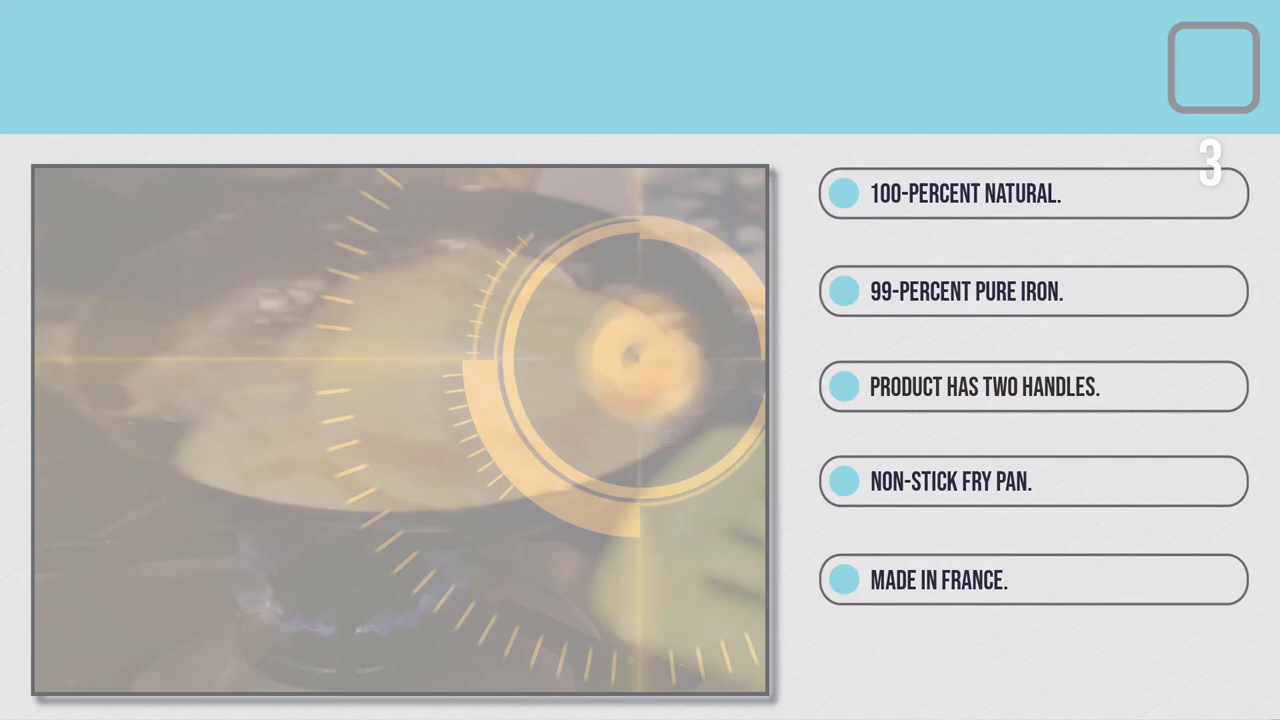 3
100-PERCENT NATURAL.
99-PERCENT PURE IRON.
PRODUCT HAS TWO HANDLES.
NON-STICK FRY PAN.
MADE IN FRANCE.